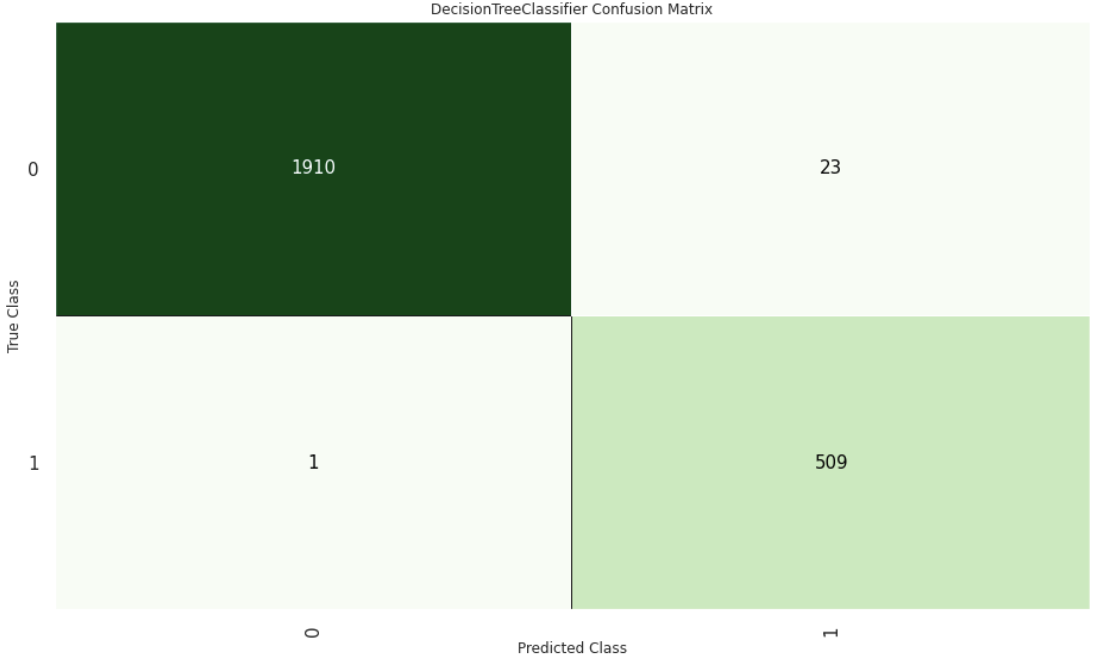 DecisionTreeClassifier Confusion Matrix
0
1910
23
True Class
1
1
509
0
1
Predicted Class